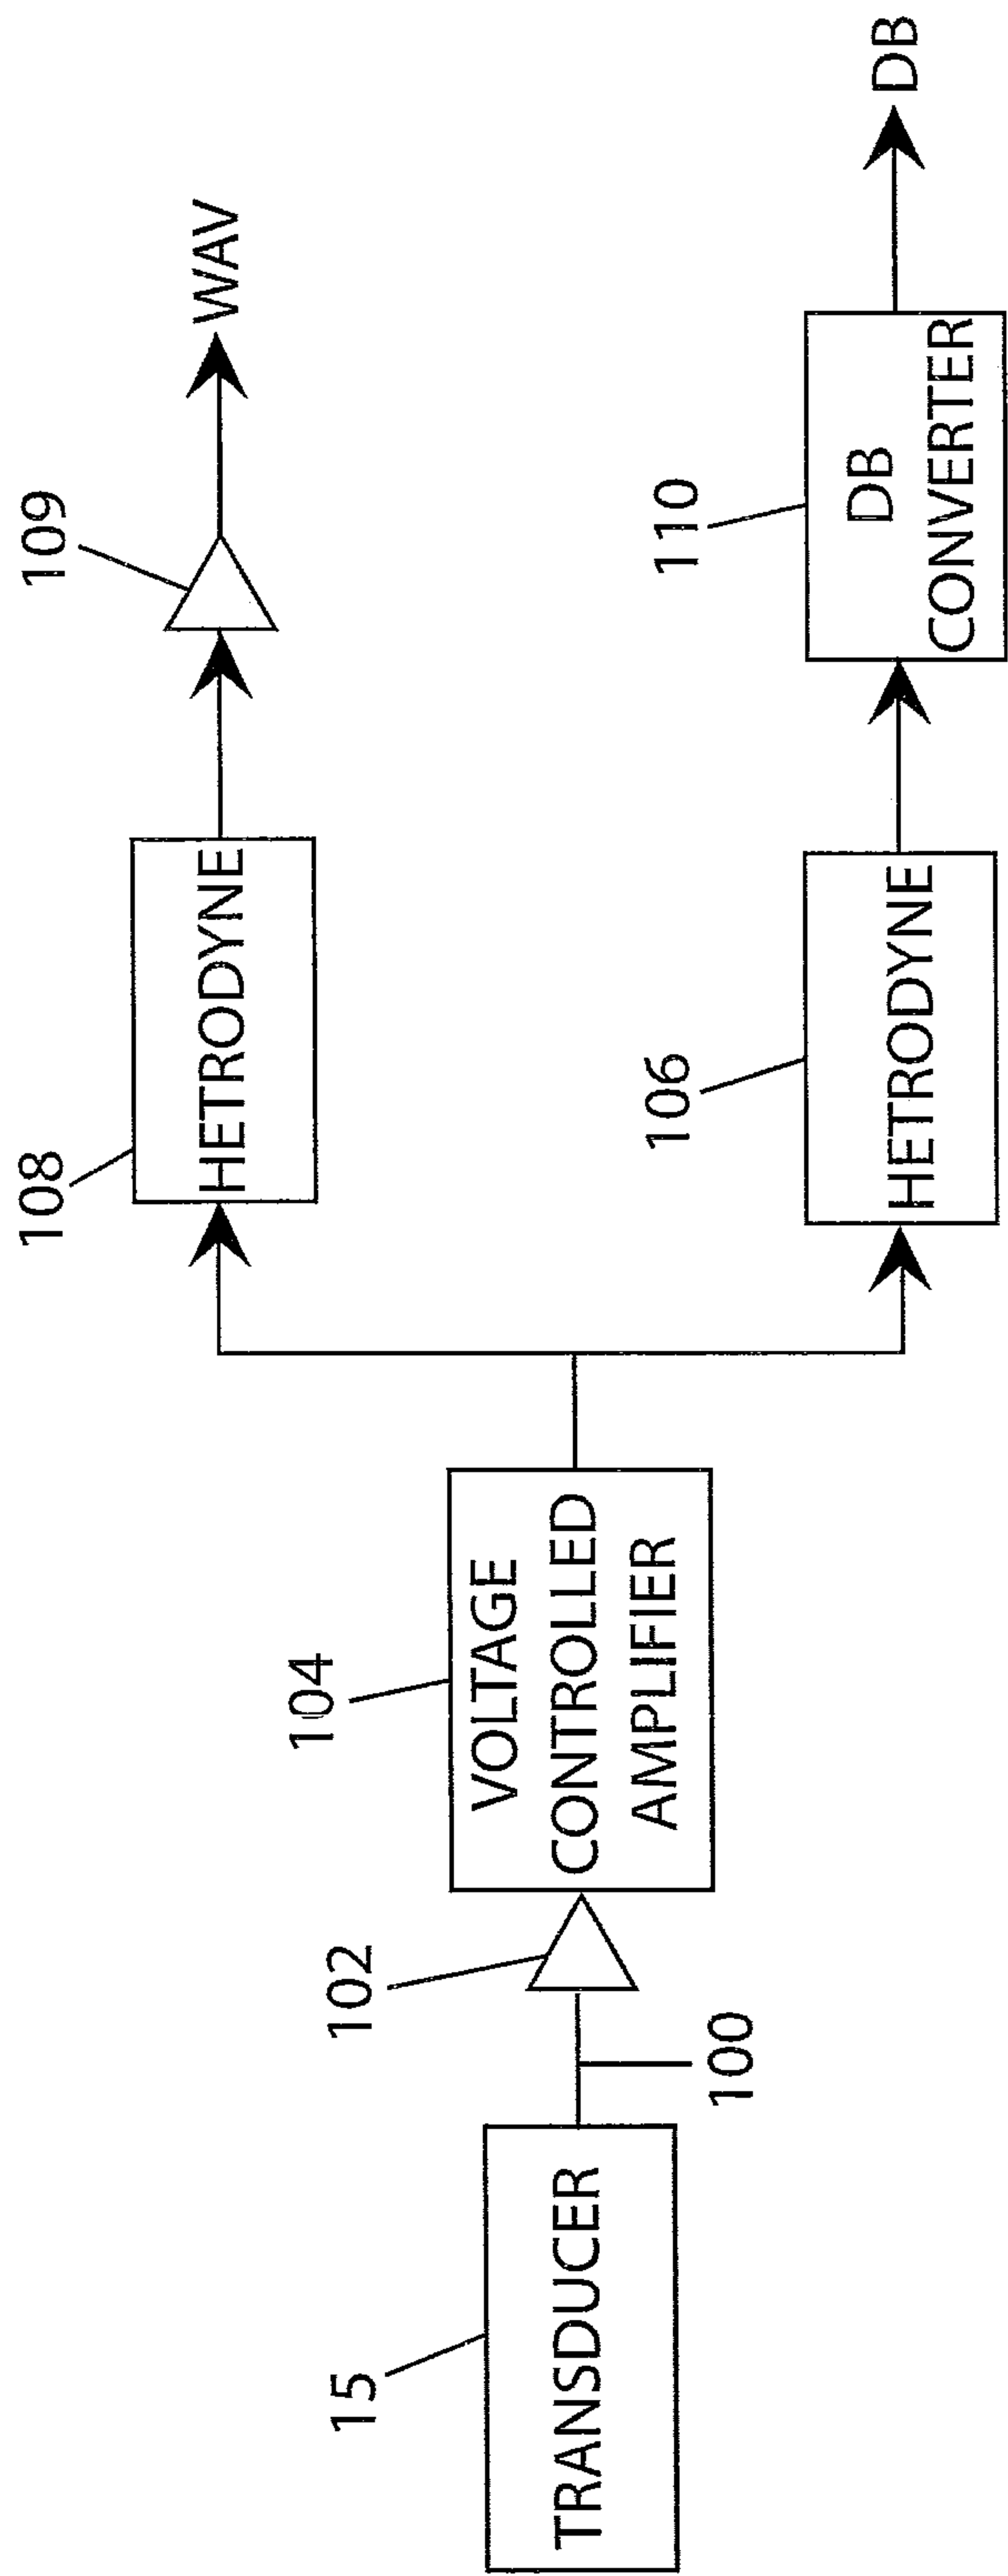 109
WAV
108
HETRODYNE
104
VOLTAGE
CONTROLLED
AMPLIFIER
102
100
15
TRANSDUCER
106
HETRODYNE
110
DB
CONVERTER
DB